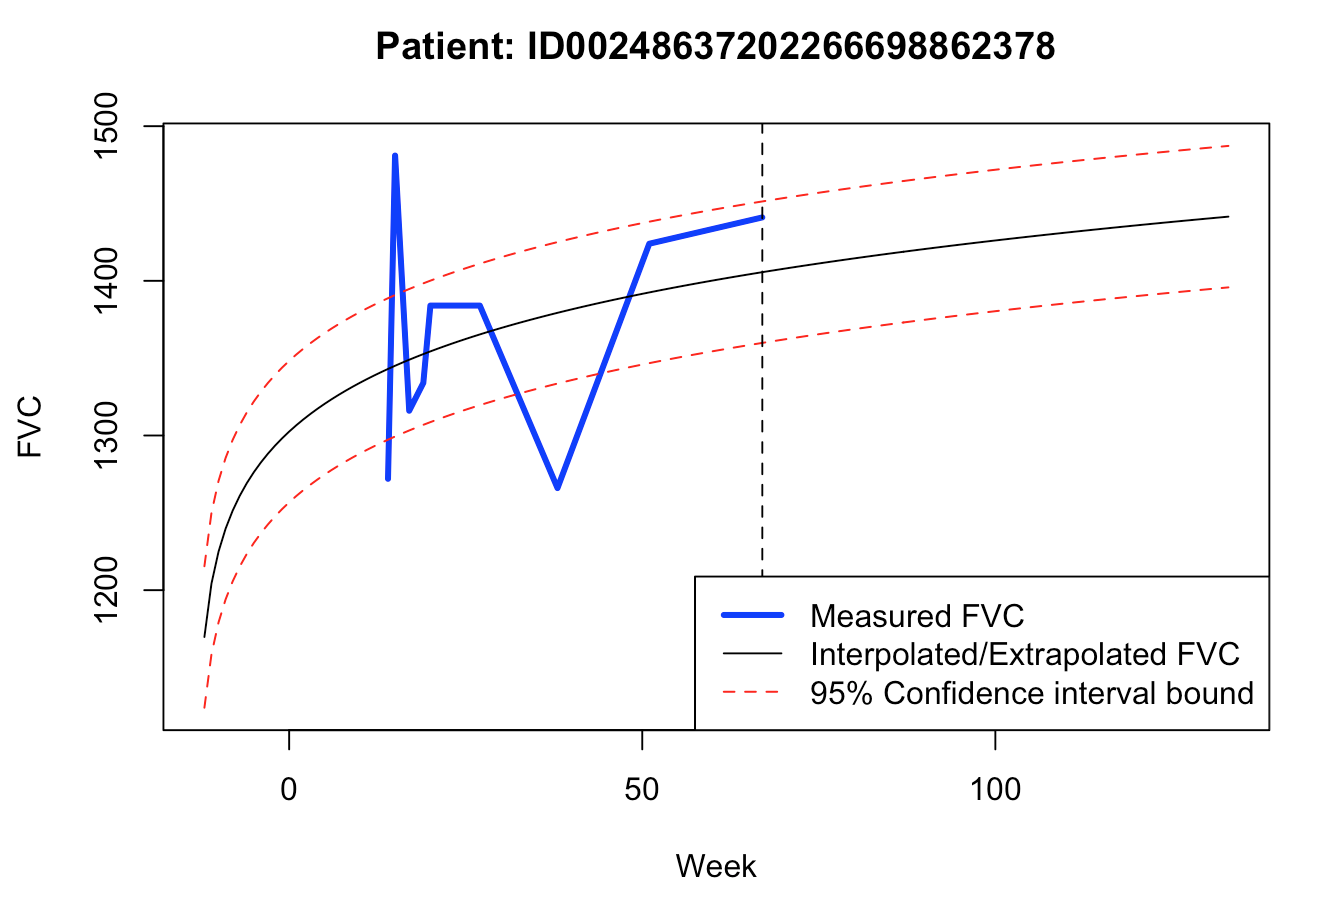 Patient: ID00248637202266698862378
FVC
1500
1400
1300
1200
Measured FVC
Interpolated/Extrapolated FVC
95% Confidence interval bound
0 50 100
Week